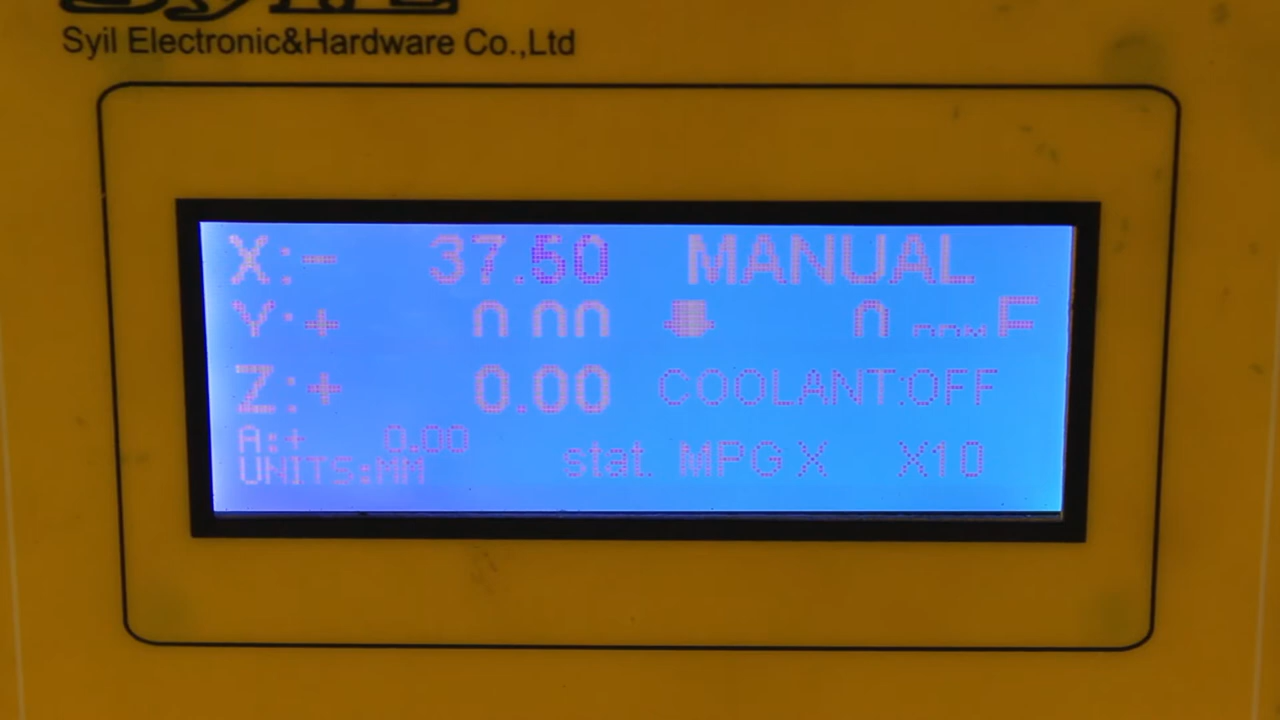 Syil Electronic&Hardware Co.,Ltd
X:- 37.50 MANUAL
Y:+ 0.00 0 F
Z:+ 0.00 COOLANT:OFF
A:+ 0.00
UNITS:MM stat. MPG X X10